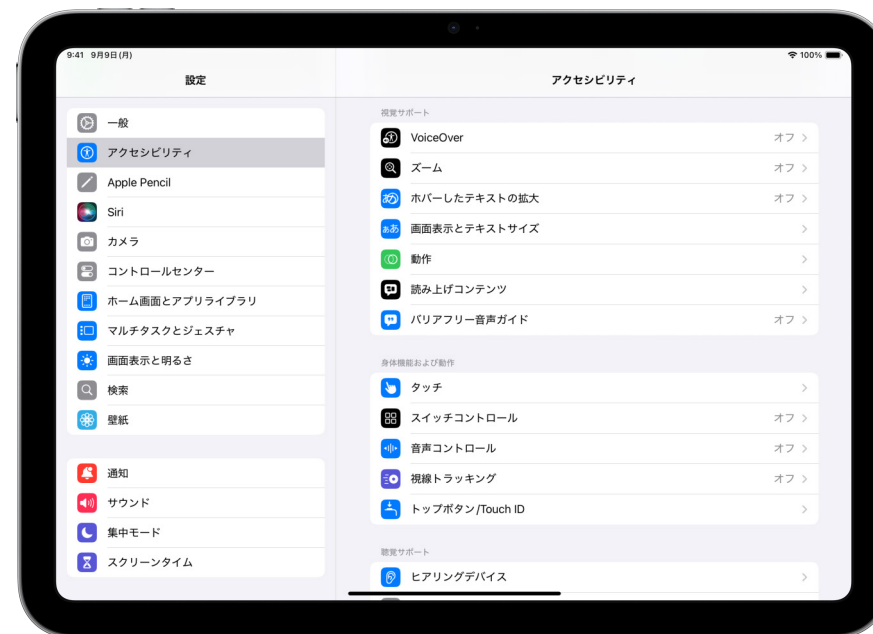 9:41 9月9日(月)
100%
設定
アクセシビリティ
一般
アクセシビリティ
Apple Pencil
Siri
カメラ
コントロールセンター
ホーム画面とアプリライブラリ
マルチタスクとジェスチャ
画面表示と明るさ
検索
壁紙
通知
サウンド
集中モード
スクリーンタイム
視覚サポート
VoiceOver オフ
ズーム オフ
ホバーしたテキストの拡大 オフ
画面表示とテキストサイズ
動作
読み上げコンテンツ
バリアフリー音声ガイド オフ
身体機能および動作
タッチ
スイッチコントロール オフ
音声コントロール オフ
視線トラッキング オフ
トップボタン/Touch ID
聴覚サポート
ヒアリングデバイス